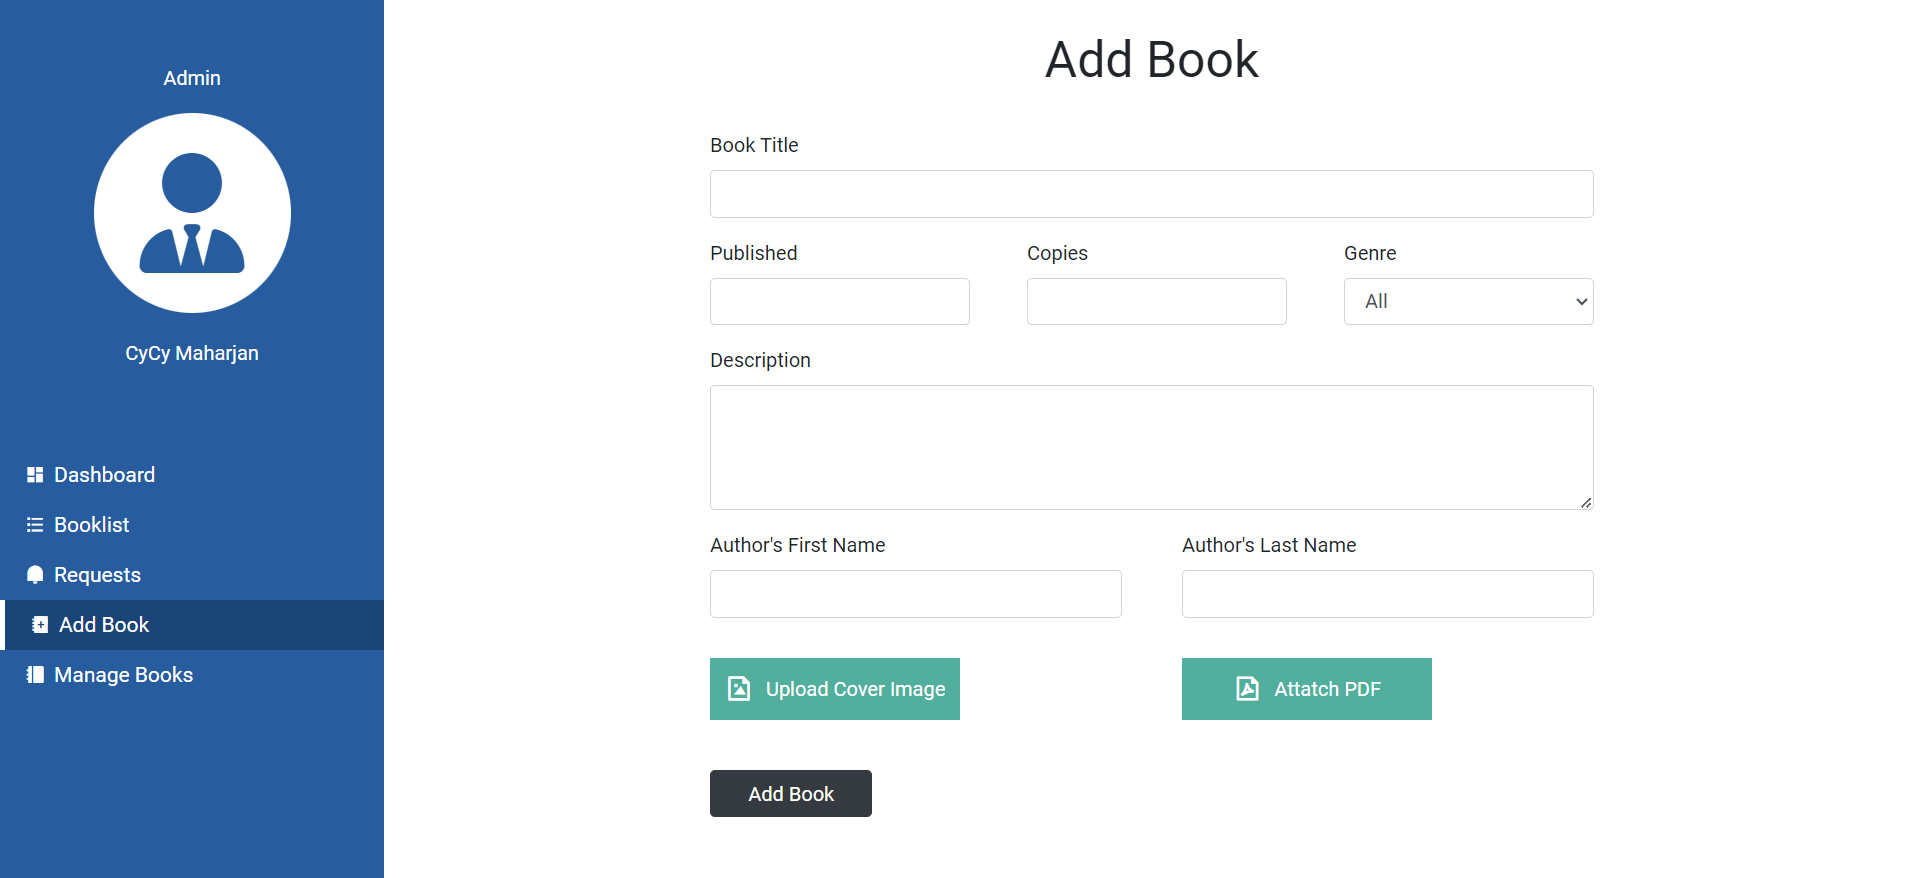 Admin
CyCy Maharjan
Dashboard
Booklist
Requests
Add Book
Manage Books
Add Book
Book Title
Published Copies Genre
All
Description
Author's First Name Author's Last Name
Upload Cover Image Attatch PDF
Add Book